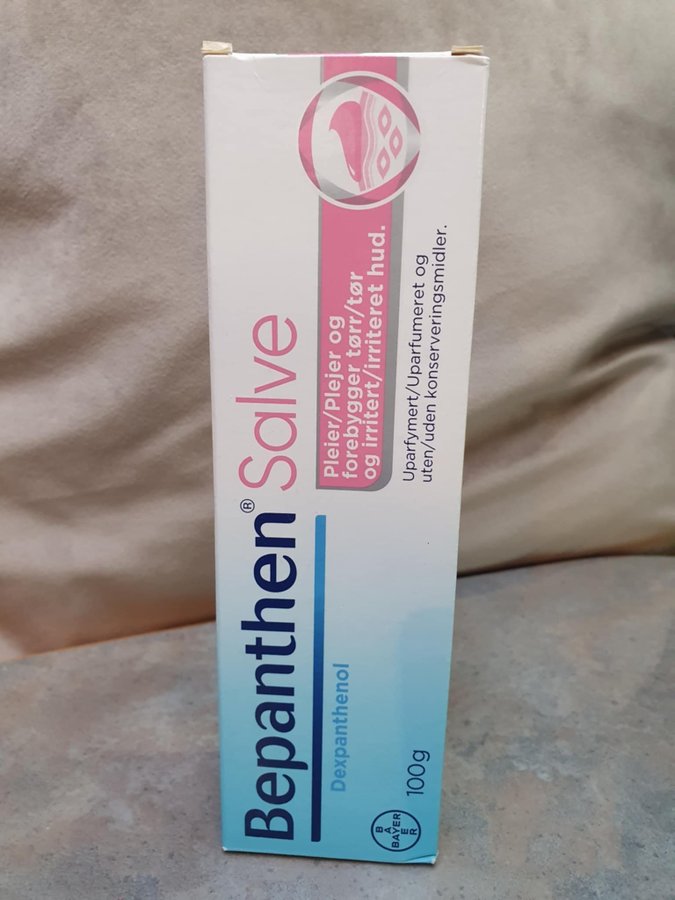 Bepanthen® Salve
Dexpanthenol
Pleier/Plejer og
forebygger tørr/tør
og irritert/irriteret hud.
Uparfymert/Uparfumeret og
uten/uden konserveringsmidler.
100g
B
A
BAYER
E
R